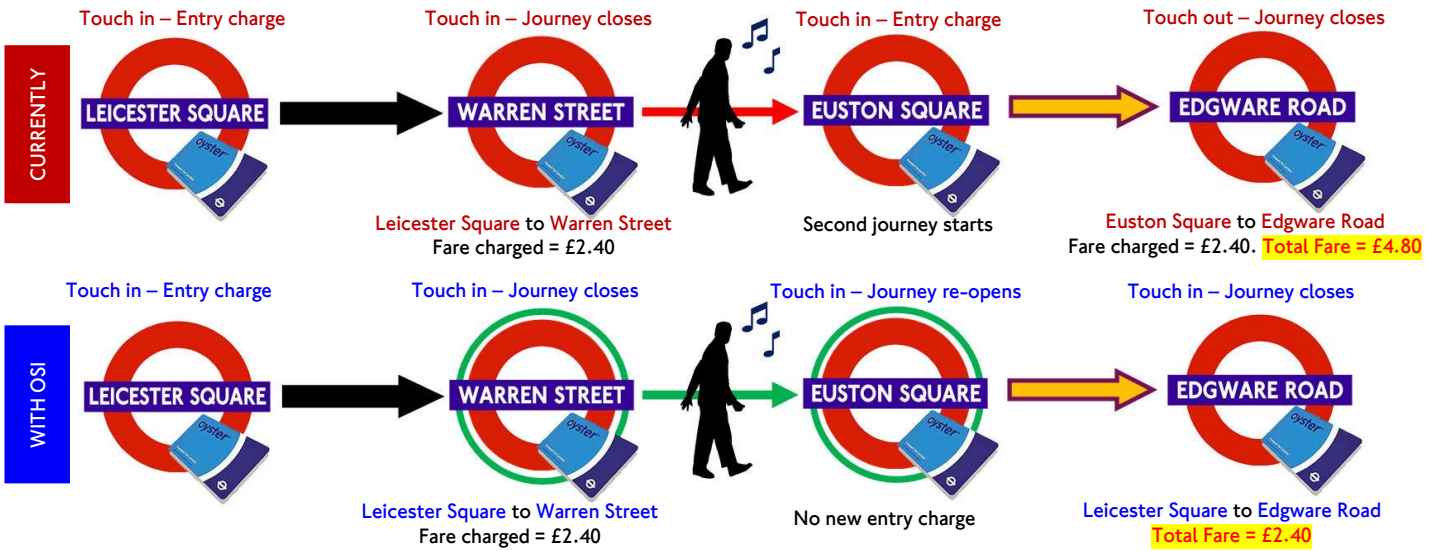 Touch in – Entry charge
Touch in – Journey closes
Touch in – Entry charge
Touch out – Journey closes
CURRENTLY
LEICESTER SQUARE
WARREN STREET
EUSTON SQUARE
EDGWARE ROAD
oyster
oyster
oyster
oyster
Leicester Square to Warren Street
Fare charged = £2.40
Second journey starts
Euston Square to Edgware Road
Fare charged = £2.40. Total Fare = £4.80
Touch in – Entry charge
Touch in – Journey closes
Touch in – Journey re-opens
Touch in – Journey closes
WITH OSI
LEICESTER SQUARE
WARREN STREET
EUSTON SQUARE
EDGWARE ROAD
oyster
oyster
oyster
oyster
Leicester Square to Warren Street
Fare charged = £2.40
No new entry charge
Leicester Square to Edgware Road
Total Fare = £2.40